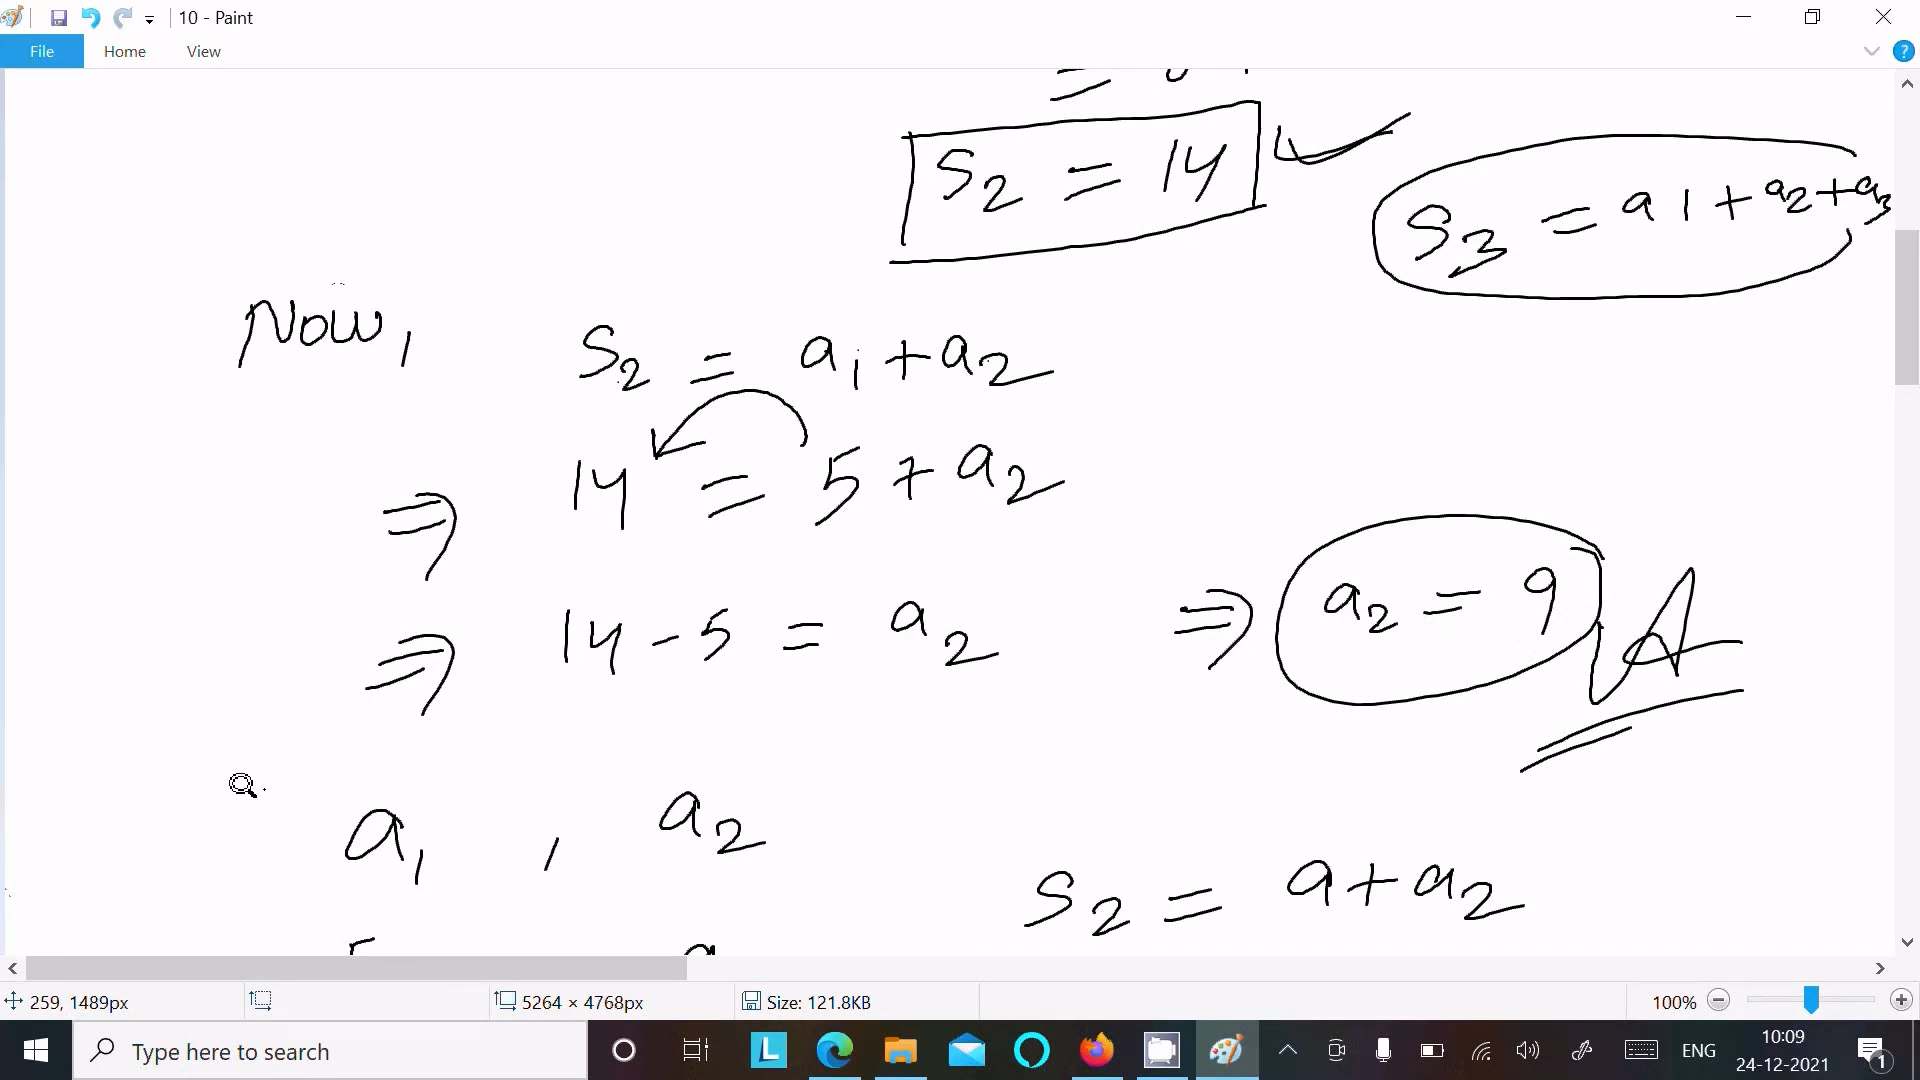 10 - Paint
File Home View
S2 = 14
S3 = a1 + a2 + a3
Now,
S2 = a1 + a2
⇒ 14 = 5 + a2
⇒ 14 - 5 = a2 ⇒ a2 = 9 A
a1 , a2
S2 = a + a2
259, 1489px 5264 × 4768px Size: 121.8KB 100%
Type here to search
L
ENG
10:09
24-12-2021
1